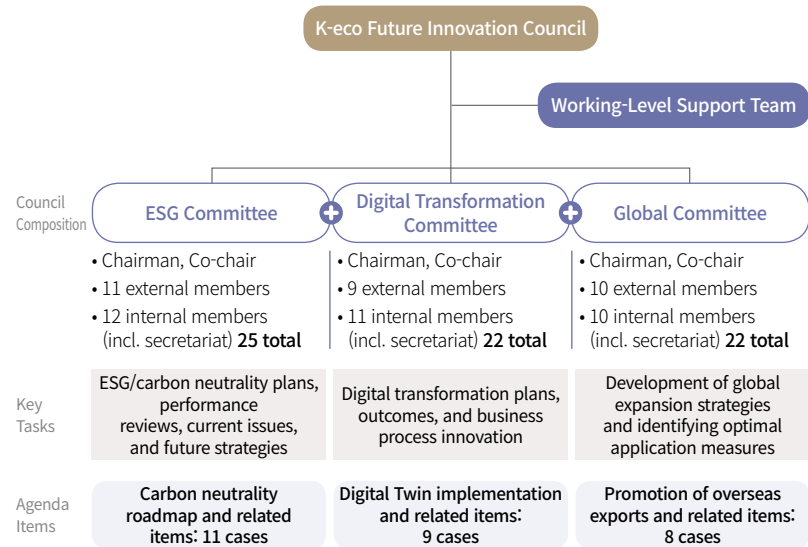 K-eco Future Innovation Council
Working-Level Support Team
Council
Composition
ESG Committee
Digital Transformation
Committee
Global Committee
• Chairman, Co-chair
• 11 external members
• 12 internal members
(incl. secretariat) 25 total
• Chairman, Co-chair
• 9 external members
• 11 internal members
(incl. secretariat) 22 total
• Chairman, Co-chair
• 10 external members
• 10 internal members
(incl. secretariat) 22 total
Key
Tasks
ESG/carbon neutrality plans,
performance
reviews, current issues,
and future strategies
Digital transformation plans,
outcomes, and business
process innovation
Development of global
expansion strategies
and identifying optimal
application measures
Agenda
Items
Carbon neutrality
roadmap and related
items: 11 cases
Digital Twin implementation
and related items:
9 cases
Promotion of overseas
exports and related items:
8 cases